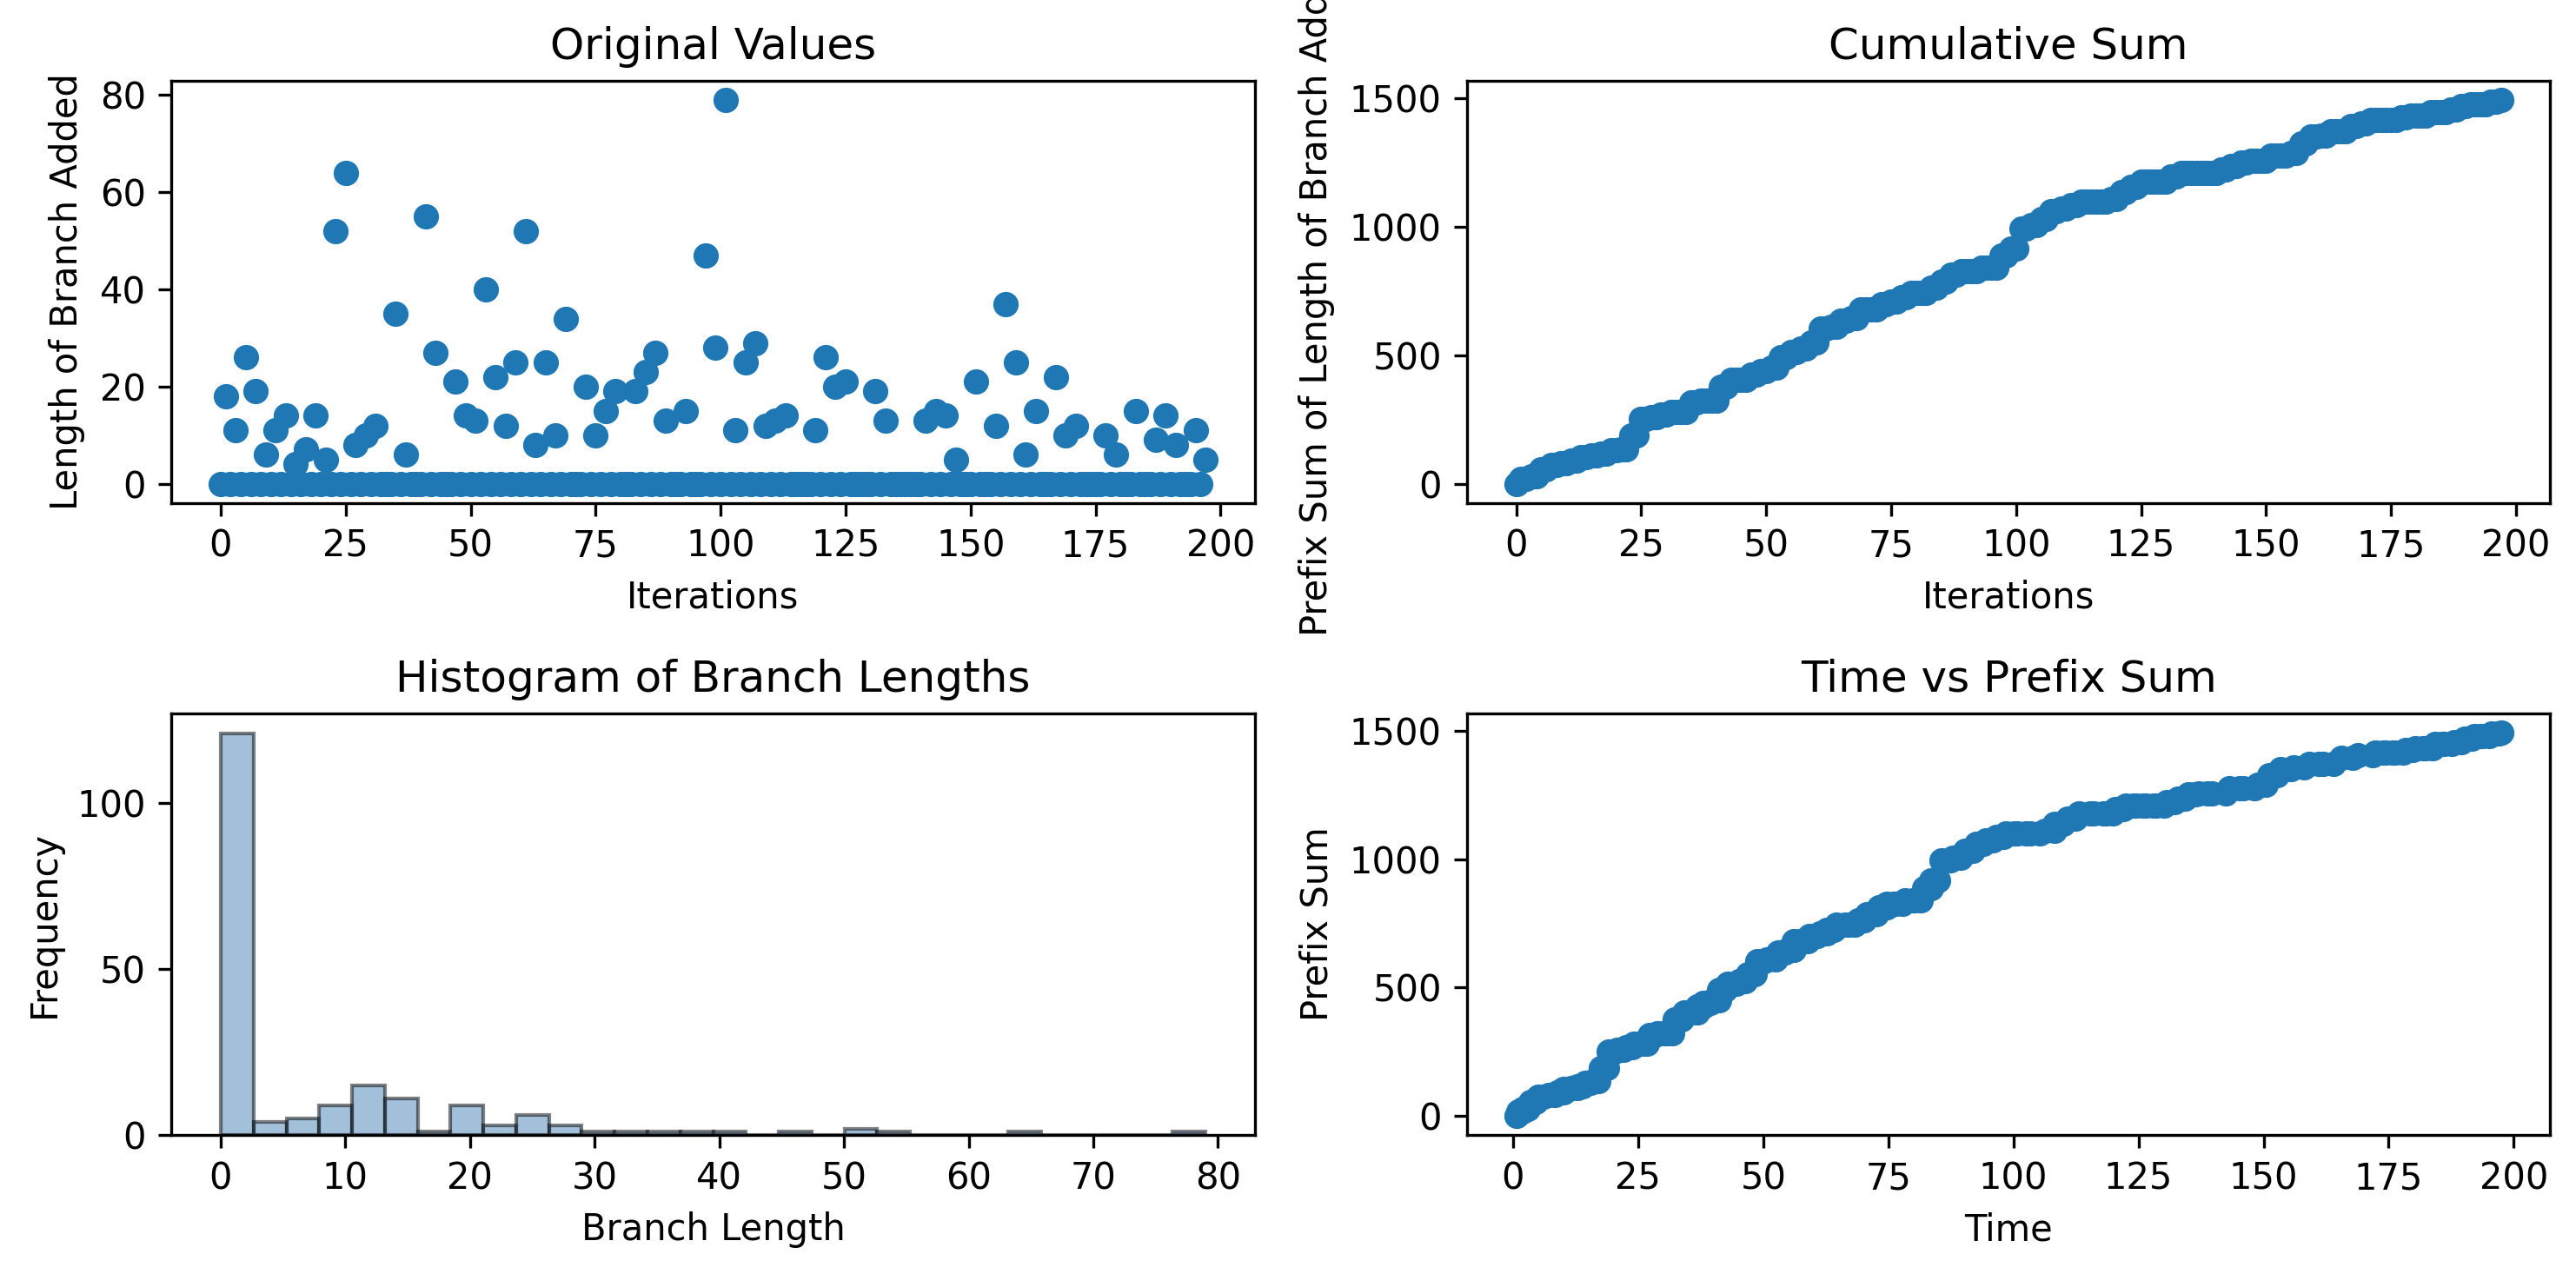 Original Values
Length of Branch Added
80
60
40
20
0
0 25 50 75 100 125 150 175 200
Iterations
Cumulative Sum
Prefix Sum of Length of Branch
1500
1000
500
0
0 25 50 75 100 125 150 175 200
Iterations
Histogram of Branch Lengths
Frequency
100
50
0
0 10 20 30 40 50 60 70 80
Branch Length
Time vs Prefix Sum
Prefix Sum
1500
1000
500
0
0 25 50 75 100 125 150 175 200
Time